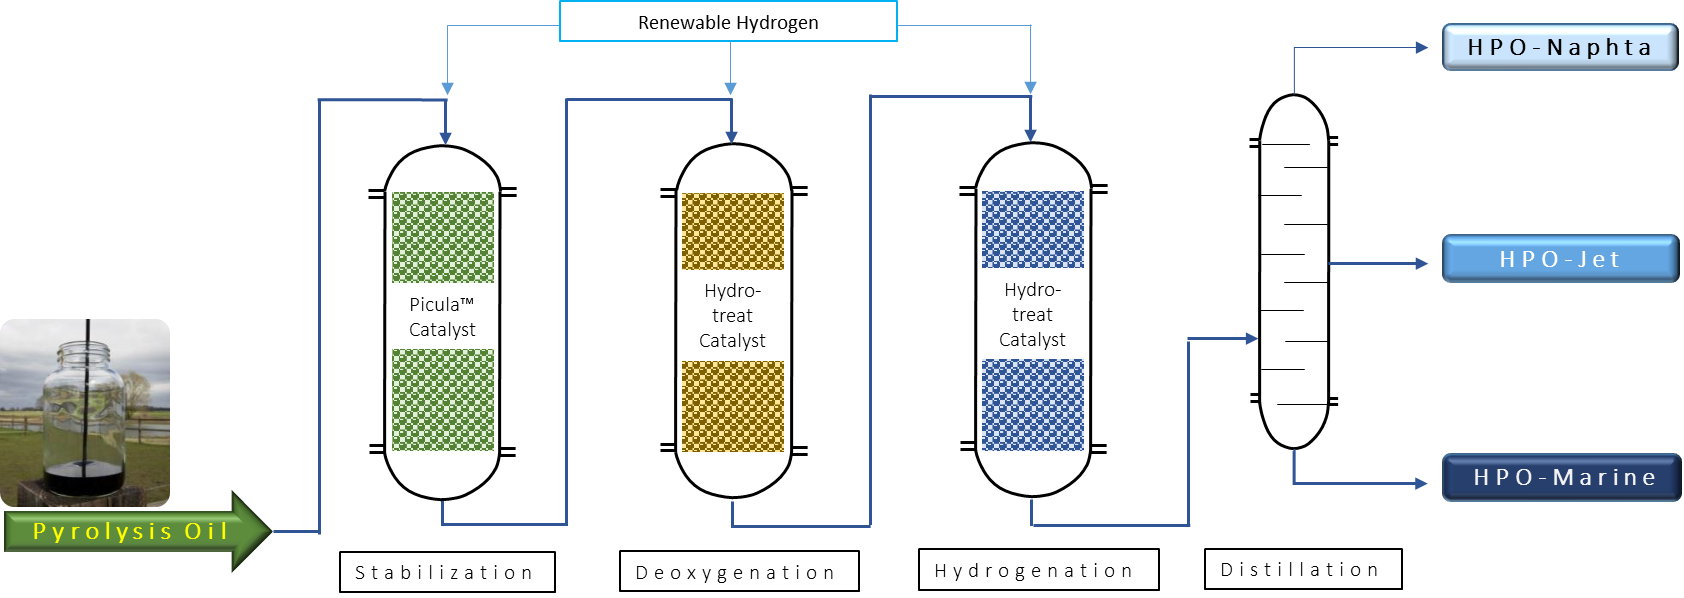 Renewable Hydrogen
HPO-Naphta
HPO-Jet
HPO-Marine
Picula™
Catalyst
Hydro-
treat
Catalyst
Hydro-
treat
Catalyst
Pyrolysis Oil
Stabilization
Deoxygenation
Hydrogenation
Distillation